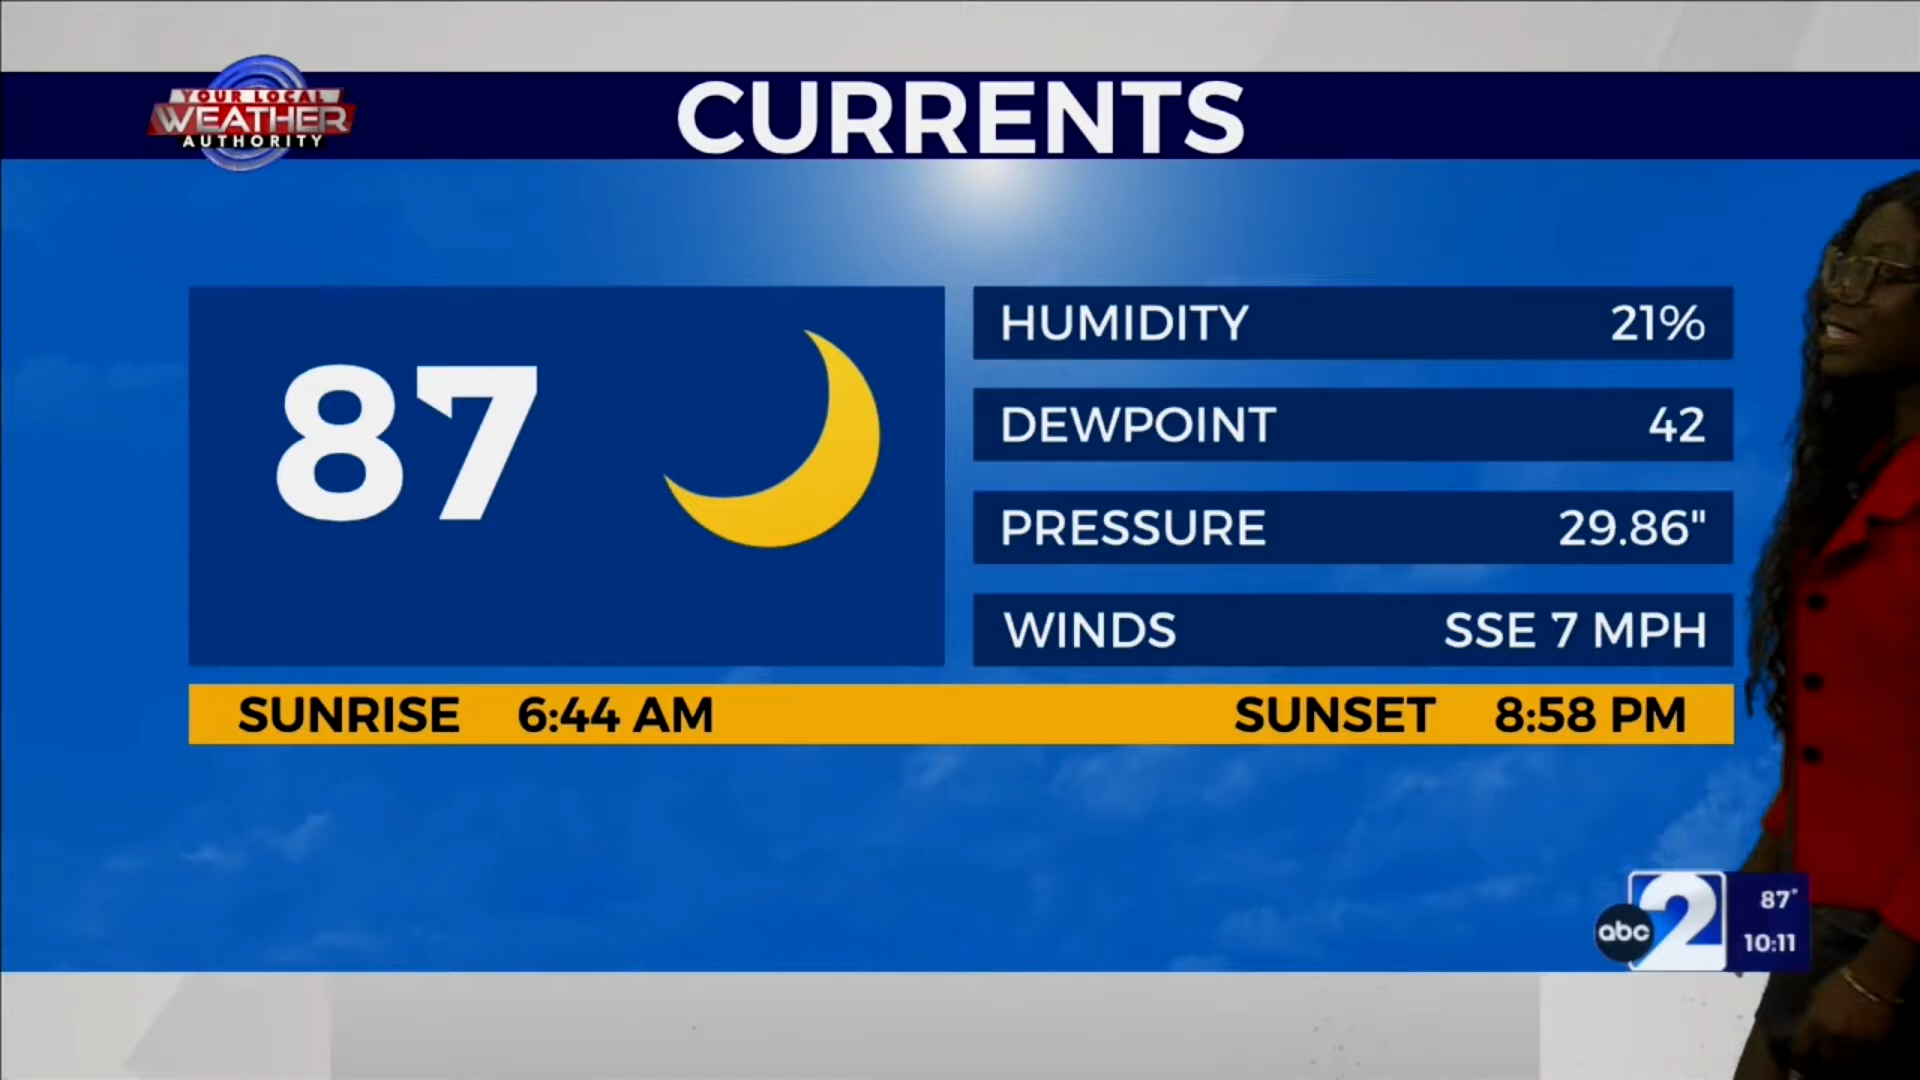 YOUR LOCAL
WEATHER
AUTHORITY
CURRENTS
87
HUMIDITY 21%
DEWPOINT 42
PRESSURE 29.86"
WINDS SSE 7 MPH
SUNRISE 6:44 AM SUNSET 8:58 PM
abc 2
87°
10:11